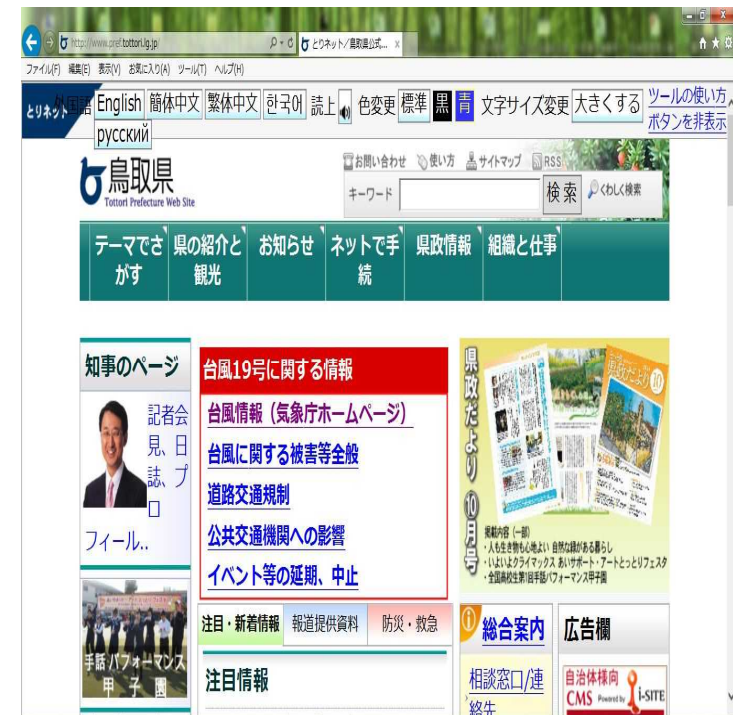 http://www.pref.tottori.lg.jp/
とりネット／鳥取県公式...
ファイル(F) 編集(E) 表示(V) お気に入り(A) ツール(T) ヘルプ(H)
とりネット 外国語 English 簡体中文 繁体中文 한국어 読上 色変更 標準 黒 青 文字サイズ変更 大きくする ツールの使い方
русский ボタンを非表示
鳥取県
Tottori Prefecture Web Site
お問い合わせ 使い方 サイトマップ RSS
キーワード 検索 くわしく検索
テーマでさがす 県の紹介と観光 お知らせ ネットで手続 県政情報 組織と仕事
知事のページ
記者会
見、日
誌、プ
ロ
フィール..
手話パフォーマンス
甲子園
台風19号に関する情報
台風情報（気象庁ホームページ）
台風に関する被害等全般
道路交通規制
公共交通機関への影響
イベント等の延期、中止
注目・新着情報 報道提供資料 防災・救急
注目情報
県政だより 10月号
県政だより 10
掲載内容（一部）
・人も生き物も心地よい 自然な緑がある暮らし
・いよいよクライマックス あいサポート・アートとっとりフェスタ
・全国高校生第1回手話パフォーマンス甲子園
総合案内
相談窓口/連
絡先
広告欄
自治体様向
CMS Powered by i-SITE